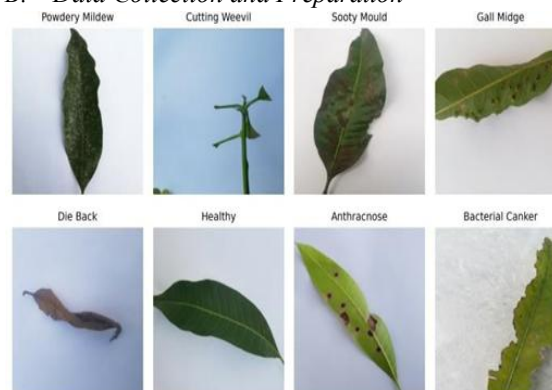 B. Data Collection and Preparation
Powdery Mildew Cutting Weevil Sooty Mould Gall Midge
Die Back Healthy Anthracnose Bacterial Canker